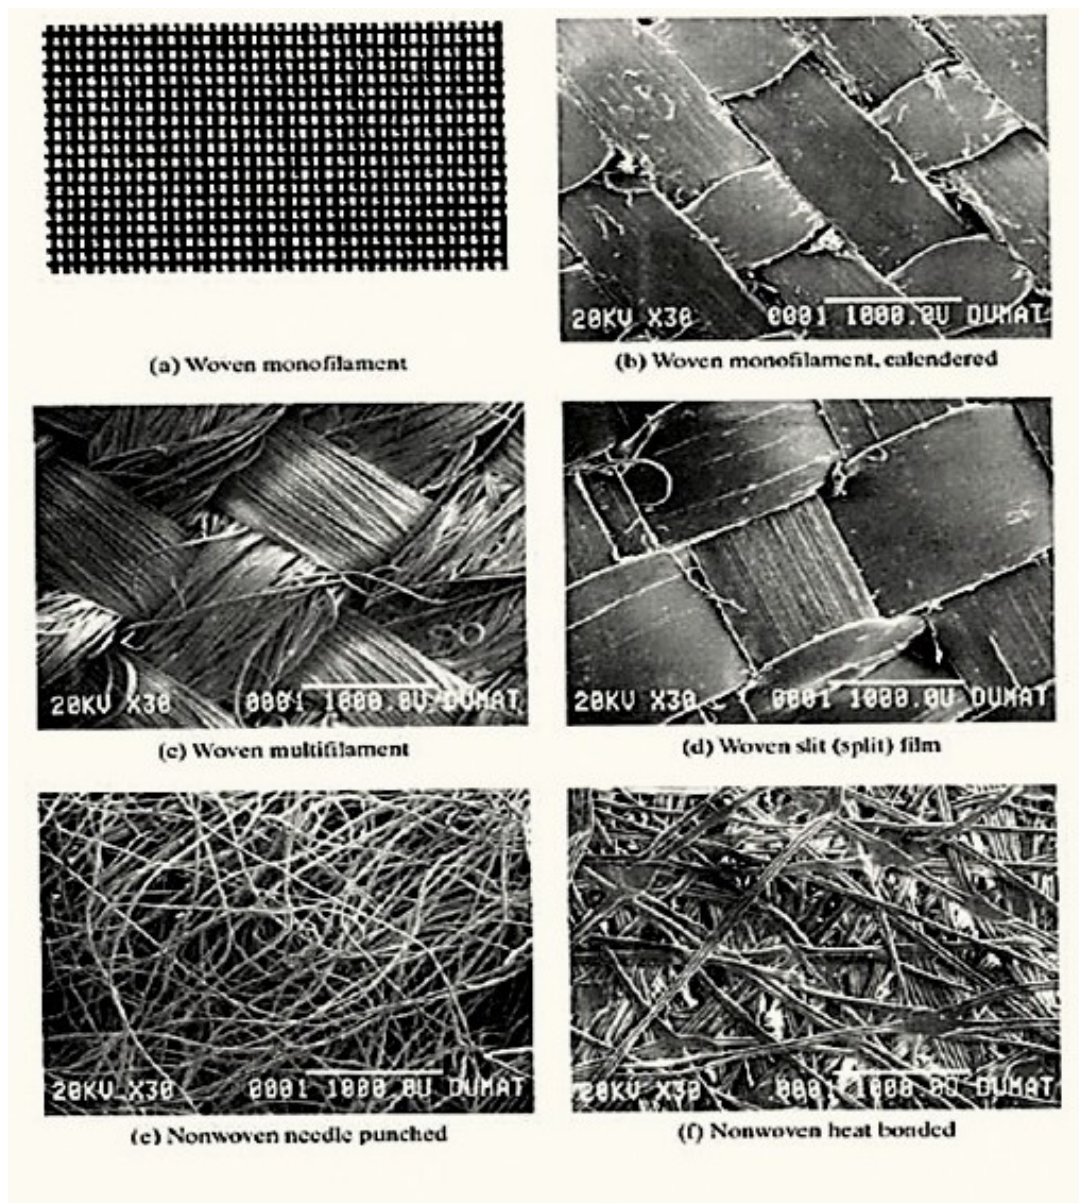 (a) Woven monofilament
20KV X30 0001 1000.0U DUMAT
(b) Woven monofilament, calendered
20KV X30 0001 1000.0U DUMAT
(c) Woven multifilament
20KV X30 0001 1000.0U DUMAT
(d) Woven slit (split) film
20KV X30 0001 1000.0U DUMAT
(e) Nonwoven needle punched
20KV X30 0001 1000.0U DUMAT
(f) Nonwoven heat bonded